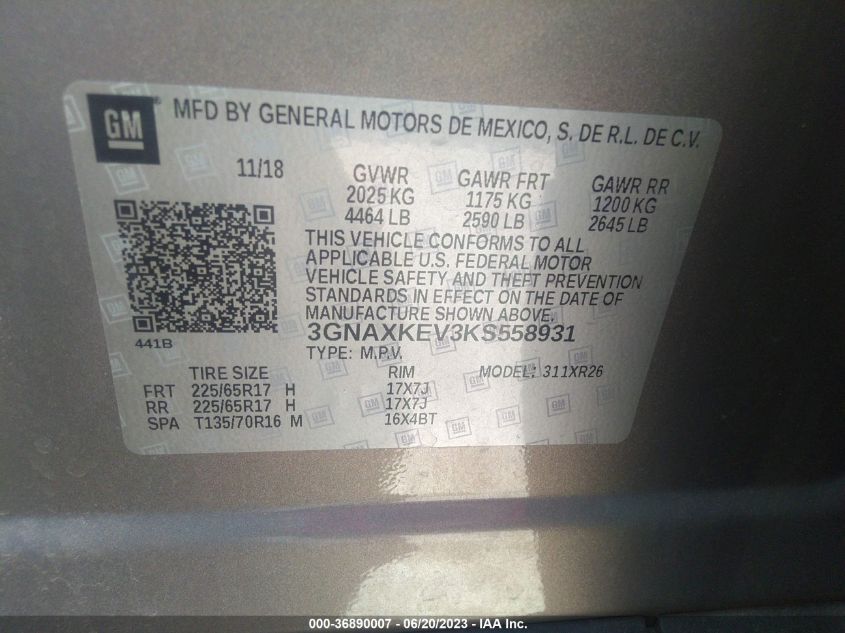 GM
MFD BY GENERAL MOTORS DE MEXICO, S. DE R.L. DE C.V.
11/18 GVWR GAWR FRT GAWR RR
2025 KG 1175 KG 1200 KG
4464 LB 2590 LB 2645 LB
THIS VEHICLE CONFORMS TO ALL
APPLICABLE U.S. FEDERAL MOTOR
VEHICLE SAFETY AND THEFT PREVENTION
STANDARDS IN EFFECT ON THE DATE OF
MANUFACTURE SHOWN ABOVE.
3GNAXKEV3KS558931
441B
TYPE: M.P.V.
TIRE SIZE RIM MODEL: 311XR26
FRT 225/65R17 H 17X7J
RR 225/65R17 H 17X7J
SPA T135/70R16 M 16X4BT
000-36890007 - 06/20/2023 - IAA Inc.